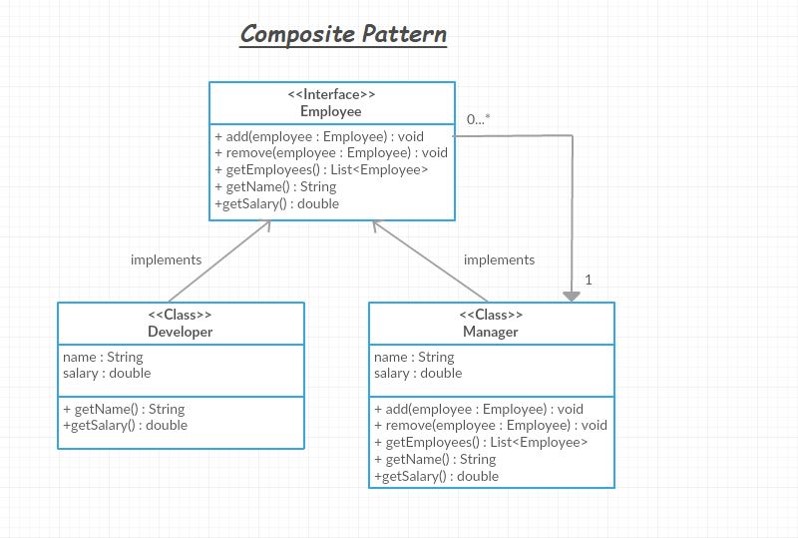 Composite Pattern
<<Interface>>
Employee
+ add(employee : Employee) : void
+ remove(employee : Employee) : void
+ getEmployees() : List<Employee>
+ getName() : String
+getSalary() : double
0...*
implements
implements
1
<<Class>>
Developer
name : String
salary : double
+ getName() : String
+getSalary() : double
<<Class>>
Manager
name : String
salary : double
+ add(employee : Employee) : void
+ remove(employee : Employee) : void
+ getEmployees() : List<Employee>
+ getName() : String
+getSalary() : double